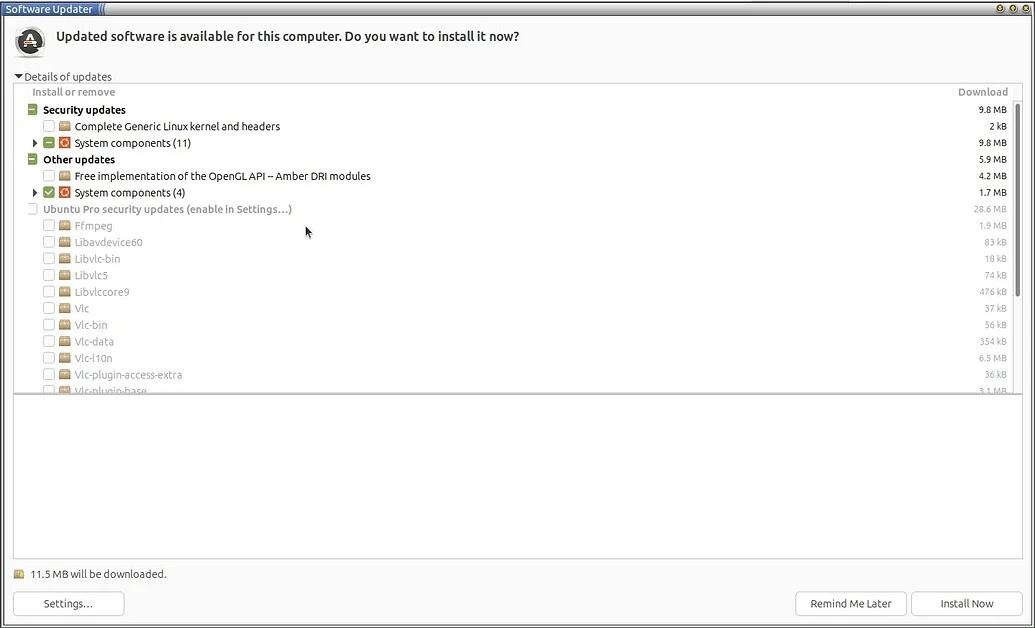 Software Updater
Updated software is available for this computer. Do you want to install it now?
Details of updates
Install or remove Download
Security updates 9.8 MB
Complete Generic Linux kernel and headers 2 kB
System components (11) 9.8 MB
Other updates 5.9 MB
Free implementation of the OpenGL API -- Amber DRI modules 4.2 MB
System components (4) 1.7 MB
Ubuntu Pro security updates (enable in Settings…) 28.6 MB
Ffmpeg 1.9 MB
Libavdevice60 83 kB
Libvlc-bin 18 kB
Libvlc5 74 kB
Libvlccore9 476 kB
Vlc 37 kB
Vlc-bin 56 kB
Vlc-data 354 kB
Vlc-l10n 6.5 MB
Vlc-plugin-access-extra 36 kB
Vlc-plugin-base 3.1 MB
11.5 MB will be downloaded.
Settings… Remind Me Later Install Now